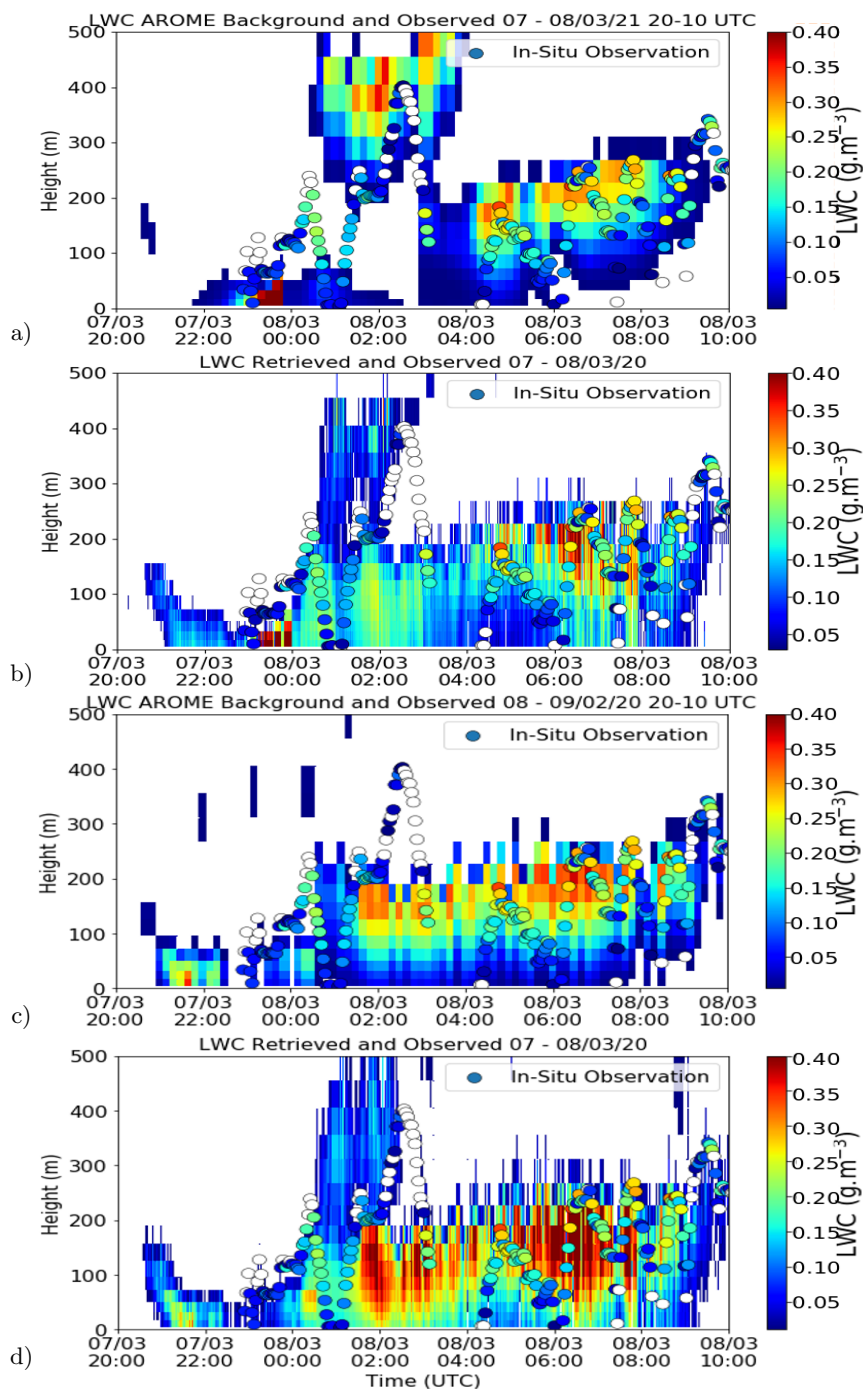 LWC AROME Background and Observed 07 - 08/03/21 20-10 UTC
In-Situ Observation
500
400
300
200
100
0
Height (m)
07/03 07/03 08/03 08/03 08/03 08/03 08/03 08/03
20:00 22:00 00:00 02:00 04:00 06:00 08:00 10:00
0.40
0.35
0.30
0.25
0.20
0.15
0.10
0.05
LWC (g.m⁻³)
a)
LWC Retrieved and Observed 07 - 08/03/20
In-Situ Observation
500
400
300
200
100
0
Height (m)
07/03 07/03 08/03 08/03 08/03 08/03 08/03 08/03
20:00 22:00 00:00 02:00 04:00 06:00 08:00 10:00
0.40
0.35
0.30
0.25
0.20
0.15
0.10
0.05
LWC (g.m⁻³)
b)
LWC AROME Background and Observed 08 - 09/02/20 20-10 UTC
In-Situ Observation
500
400
300
200
100
0
Height (m)
07/03 07/03 08/03 08/03 08/03 08/03 08/03 08/03
20:00 22:00 00:00 02:00 04:00 06:00 08:00 10:00
0.40
0.35
0.30
0.25
0.20
0.15
0.10
0.05
LWC (g.m⁻³)
c)
LWC Retrieved and Observed 07 - 08/03/20
In-Situ Observation
500
400
300
200
100
0
Height (m)
07/03 07/03 08/03 08/03 08/03 08/03 08/03 08/03
20:00 22:00 00:00 02:00 04:00 06:00 08:00 10:00
Time (UTC)
0.40
0.35
0.30
0.25
0.20
0.15
0.10
0.05
LWC (g.m⁻³)
d)